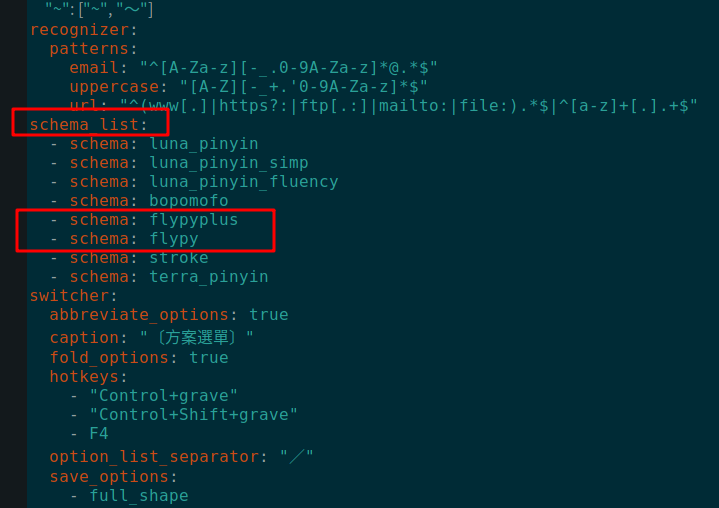 "~":["~","～"]
recognizer:
patterns:
email: "^[A-Za-z][-_.0-9A-Za-z]*@.*$"
uppercase: "[A-Z][-_+.'0-9A-Za-z]*$"
url: "^(www[.]|https?:|ftp[.:]|mailto:|file:).*$|^[a-z]+[.].+$"
schema_list:
- schema: luna_pinyin
- schema: luna_pinyin_simp
- schema: luna_pinyin_fluency
- schema: bopomofo
- schema: flypyplus
- schema: flypy
- schema: stroke
- schema: terra_pinyin
switcher:
abbreviate_options: true
caption: "〔方案選單〕"
fold_options: true
hotkeys:
- "Control+grave"
- "Control+Shift+grave"
- F4
option_list_separator: "／"
save_options:
- full_shape